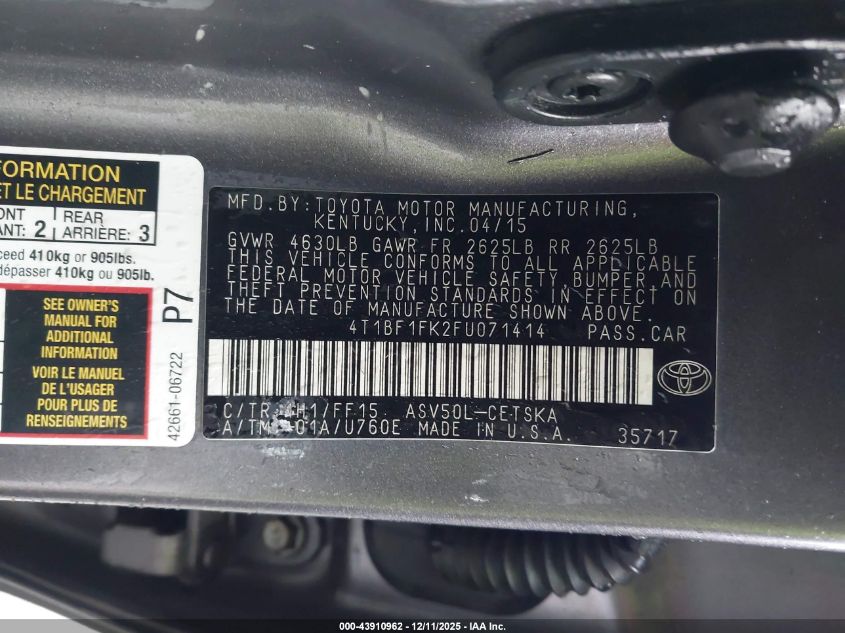 FORMATION
ET LE CHARGEMENT
2 REAR
ARRIÈRE: 3
410kg or 905lbs.
dépasser 410kg ou 905lb.
SEE OWNER'S
MANUAL FOR
ADDITIONAL
INFORMATION
VOIR LE MANUEL
DE L'USAGER
POUR PLUS DE
RENSEIGNEMENTS
P7
42661-06722
MFD.BY:TOYOTA MOTOR MANUFACTURING,
KENTUCKY,INC.04/15
GVWR 4630LB GAWR FR 2625LB RR 2625LB
THIS VEHICLE CONFORMS TO ALL APPLICABLE
FEDERAL MOTOR VEHICLE SAFETY,BUMPER,AND
THEFT PREVENTION STANDARDS IN EFFECT ON
THE DATE OF MANUFACTURE SHOWN ABOVE.
4T1BF1FK2FU071414 PASS.CAR
C/TR: 4H1/FF15 ASV50L-CETSKA
01A/U760E MADE IN U.S.A. 35717
000-43910962 - 12/11/2025 - IAA Inc.